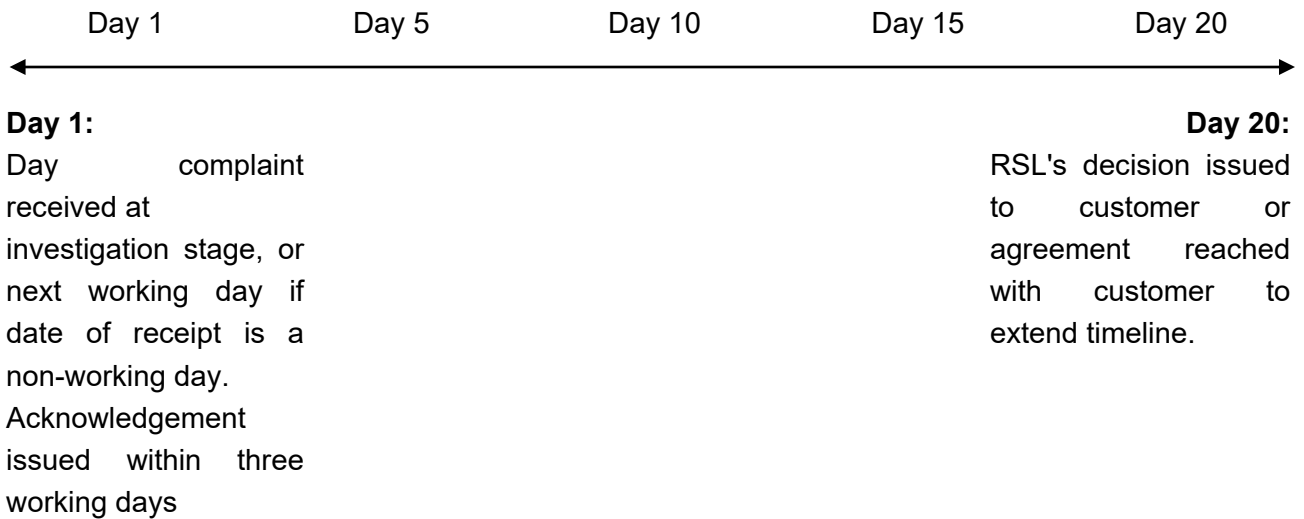 Day 1 Day 5 Day 10 Day 15 Day 20
Day 1:
Day complaint
received at
investigation stage, or
next working day if
date of receipt is a
non-working day.
Acknowledgement
issued within three
working days
Day 20:
RSL's decision issued
to customer or
agreement reached
with customer to
extend timeline.